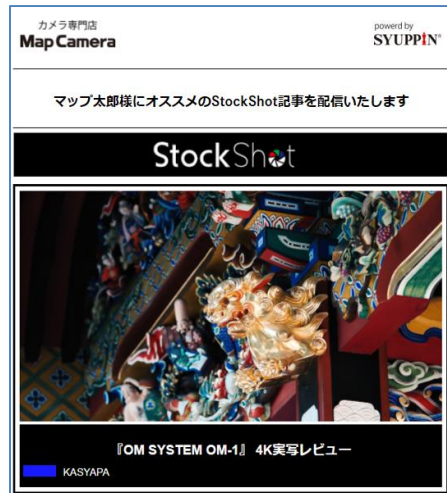 カメラ専門店
Map Camera
powerd by
SYUPPIN®
マップ太郎様にオススメのStockShot記事を配信いたします
StockShot
『OM SYSTEM OM-1』 4K実写レビュー
KASYAPA